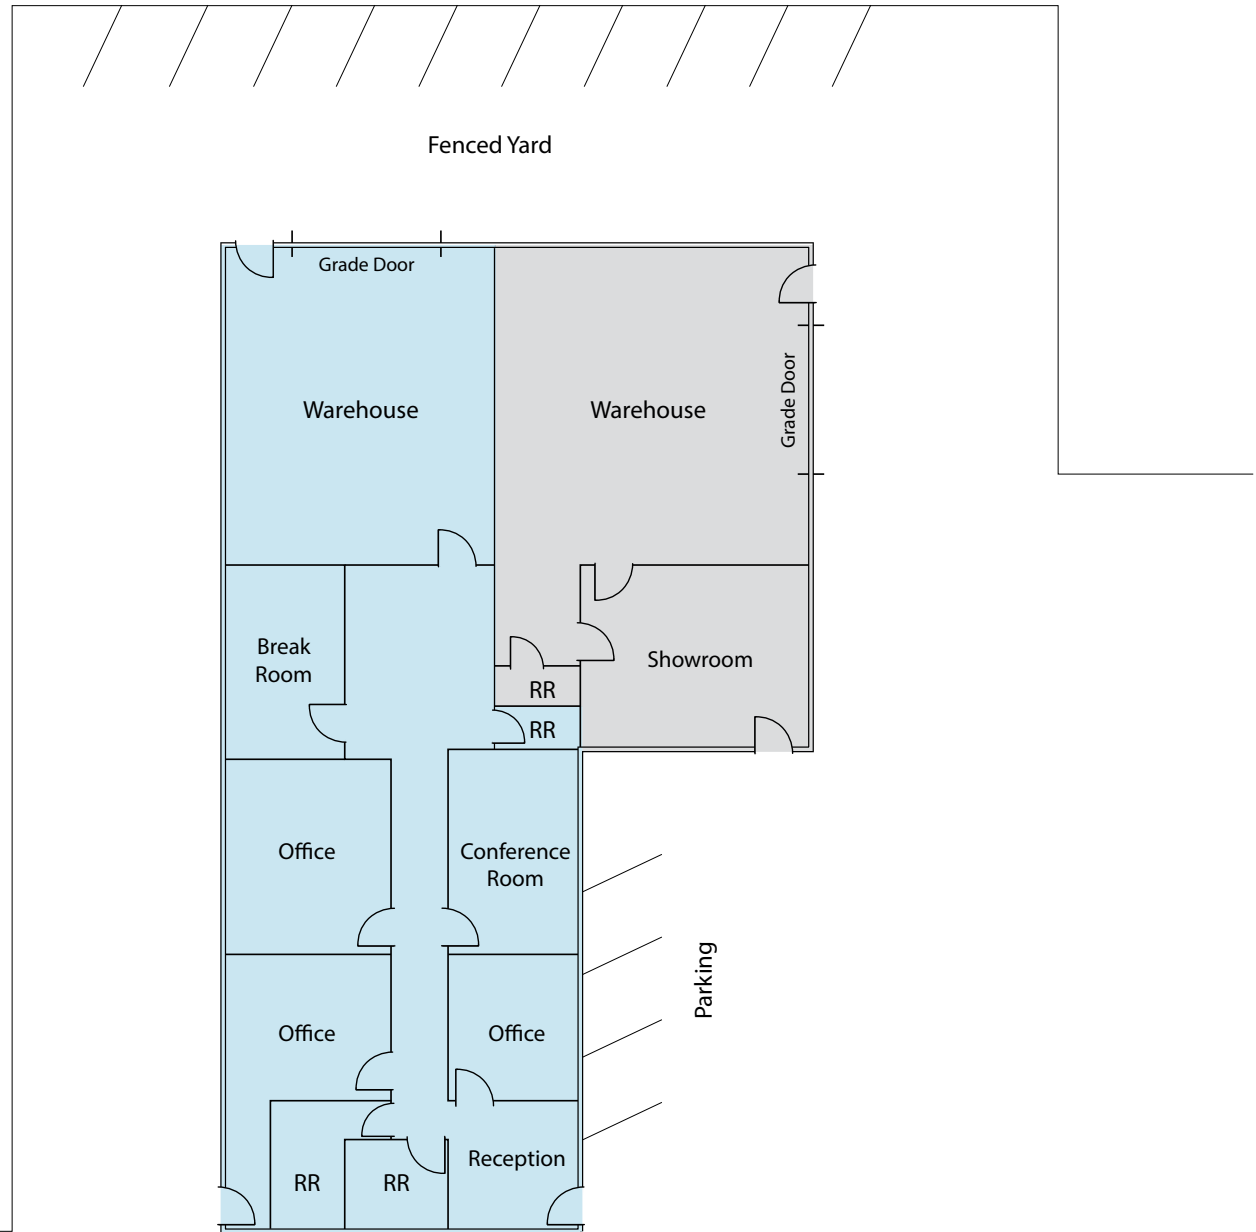 Fenced Yard
Grade Door
Warehouse
Warehouse
Grade Door
Break
Room
Showroom
RR
RR
Office
Conference
Room
Office
Office
Parking
Reception
RR
RR